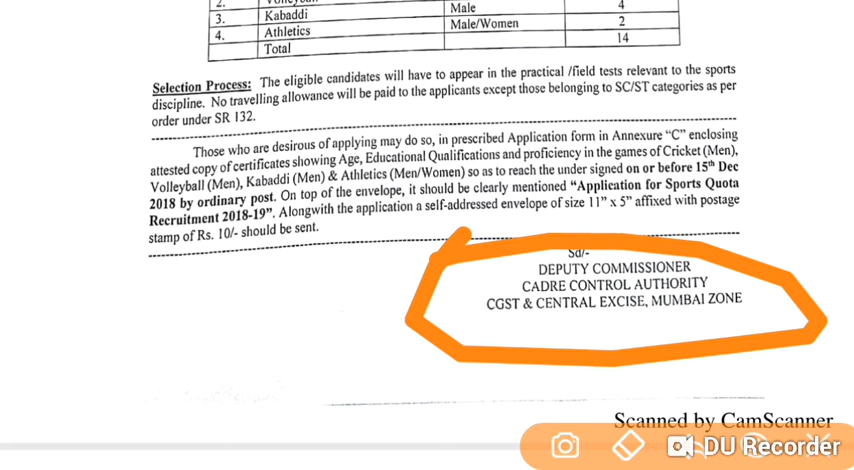 2.
3. Kabaddi Male 4
4. Athletics Male/Women 2
Total 14
Selection Process: The eligible candidates will have to appear in the practical /field tests relevant to the sports
discipline. No travelling allowance will be paid to the applicants except those belonging to SC/ST categories as per
order under SR 132.
Those who are desirous of applying may do so, in prescribed Application form in Annexure “C” enclosing
attested copy of certificates showing Age, Educational Qualifications and proficiency in the games of Cricket (Men),
Volleyball (Men), Kabaddi (Men) & Athletics (Men/Women) so as to reach the under signed on or before 15th Dec
2018 by ordinary post. On top of the envelope, it should be clearly mentioned “Application for Sports Quota
Recruitment 2018-19”. Alongwith the application a self-addressed envelope of size 11” x 5” affixed with postage
stamp of Rs. 10/- should be sent.
Sd/-
DEPUTY COMMISSIONER
CADRE CONTROL AUTHORITY
CGST & CENTRAL EXCISE, MUMBAI ZONE
Scanned by CamScanner
DU Recorder